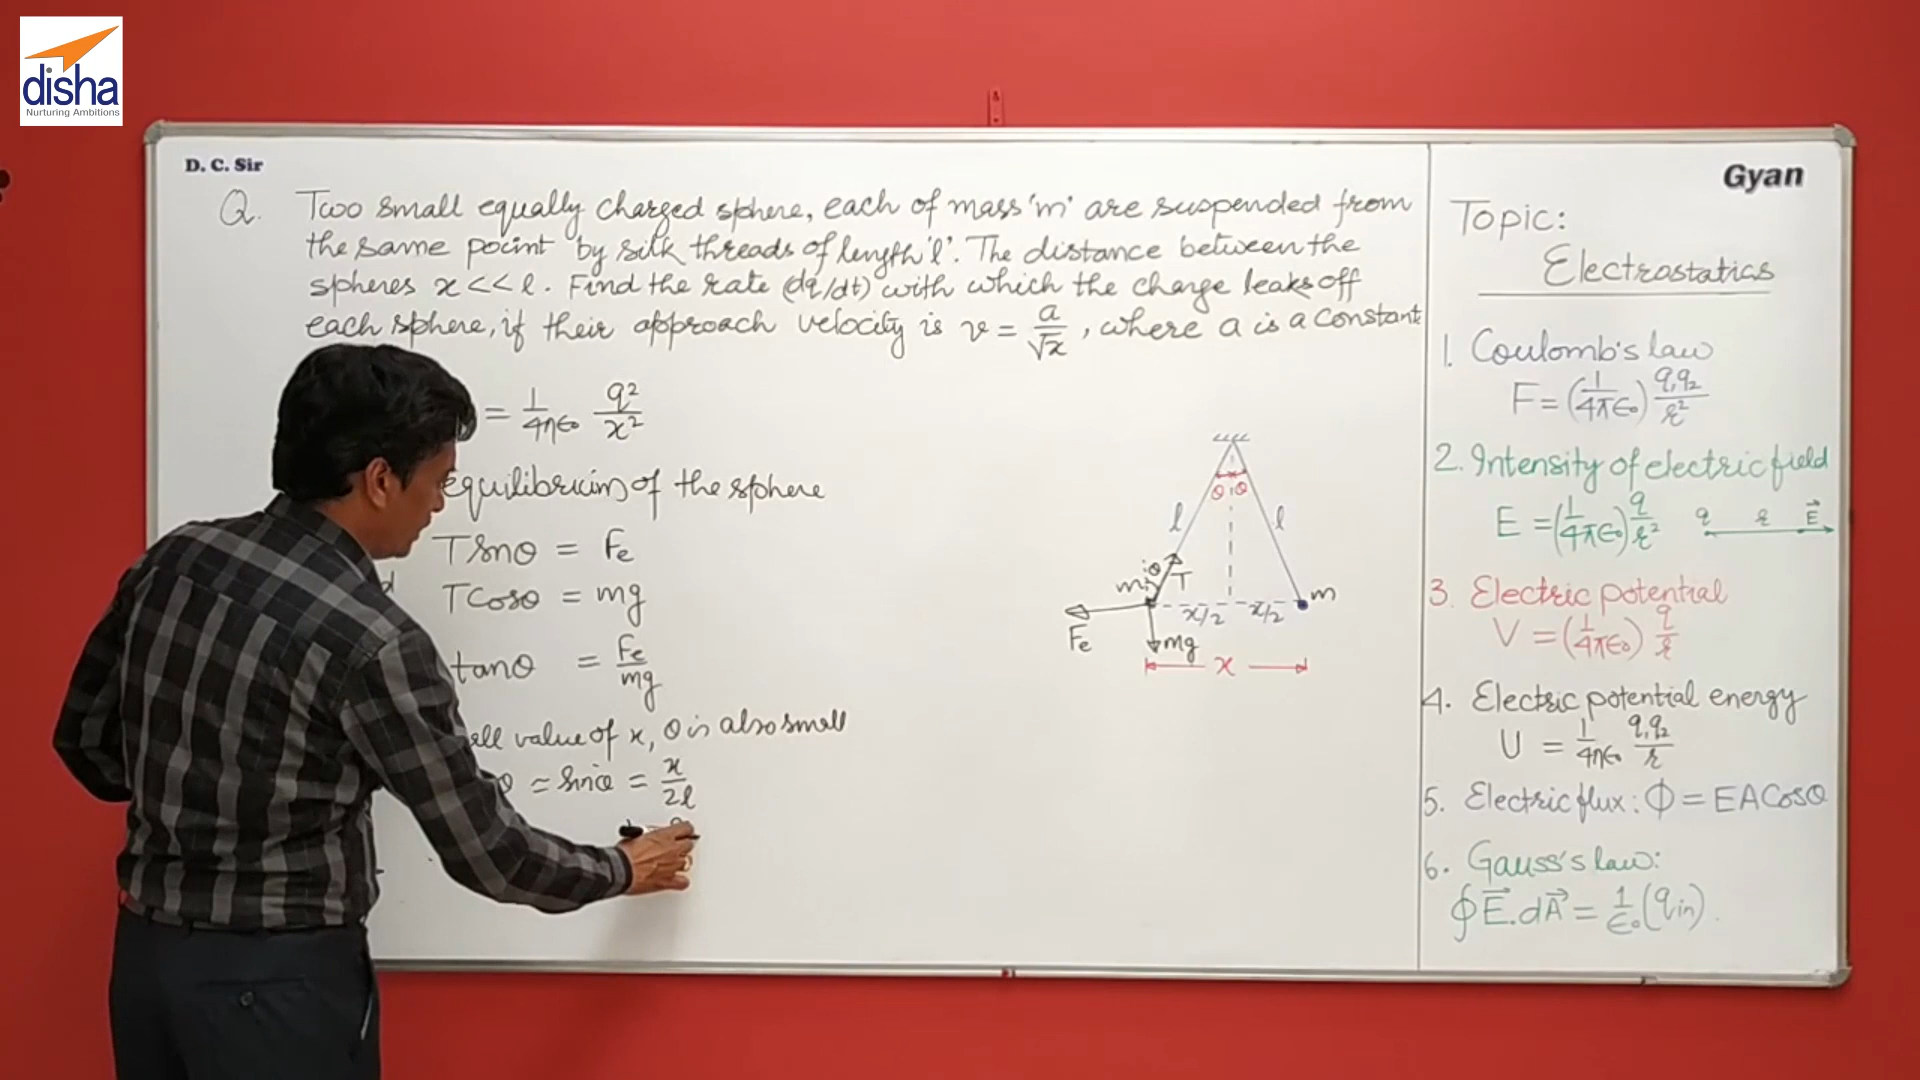 disha
Nurturing Ambitions
D. C. Sir
Gyan
Q. Two small equally charged sphere, each of mass 'm' are suspended from
the same point by silk threads of length 'l'. The distance between the
spheres x << l. Find the rate (dq/dt) with which the charge leaks off
each sphere, if their approach velocity is v = a/√x, where a is a constant
= 1/4πε₀ q²/x²
equilibrium of the sphere
T Sinθ = Fe
T Cosθ = mg
tanθ = Fe/mg
value of x, θ is also small
θ ≃ Sinθ = x/2l
θ θ
l l
θ
m T
m
x/2 x/2
Fe
mg
x
Topic:
Electrostatics
1. Coulomb's law
F = (1/4πε₀) q₁q₂/r²
2. Intensity of electric field
E = (1/4πε₀) q/r² q r E⃗
3. Electric potential
V = (1/4πε₀) q/r
4. Electric potential energy
U = 1/4πε₀ q₁q₂/r
5. Electric flux: Φ = EACosθ
6. Gauss's law:
∮E⃗.dA⃗ = 1/ε₀ (qin).